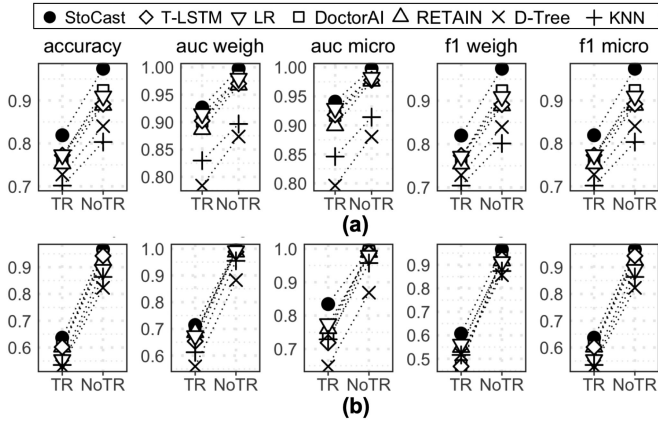 StoCast T-LSTM LR DoctorAI RETAIN D-Tree KNN
accuracy auc weigh auc micro f1 weigh f1 micro
0.9 0.8 0.7
1.00 0.95 0.90 0.85 0.80
1.00 0.95 0.90 0.85 0.80
0.9 0.8 0.7
0.9 0.8 0.7
TR NoTR TR NoTR TR NoTR TR NoTR TR NoTR
(a)
0.9 0.8 0.7 0.6
1.0 0.9 0.8 0.7 0.6
1.0 0.9 0.8 0.7
0.9 0.8 0.7 0.6 0.5
0.9 0.8 0.7 0.6
TR NoTR TR NoTR TR NoTR TR NoTR TR NoTR
(b)